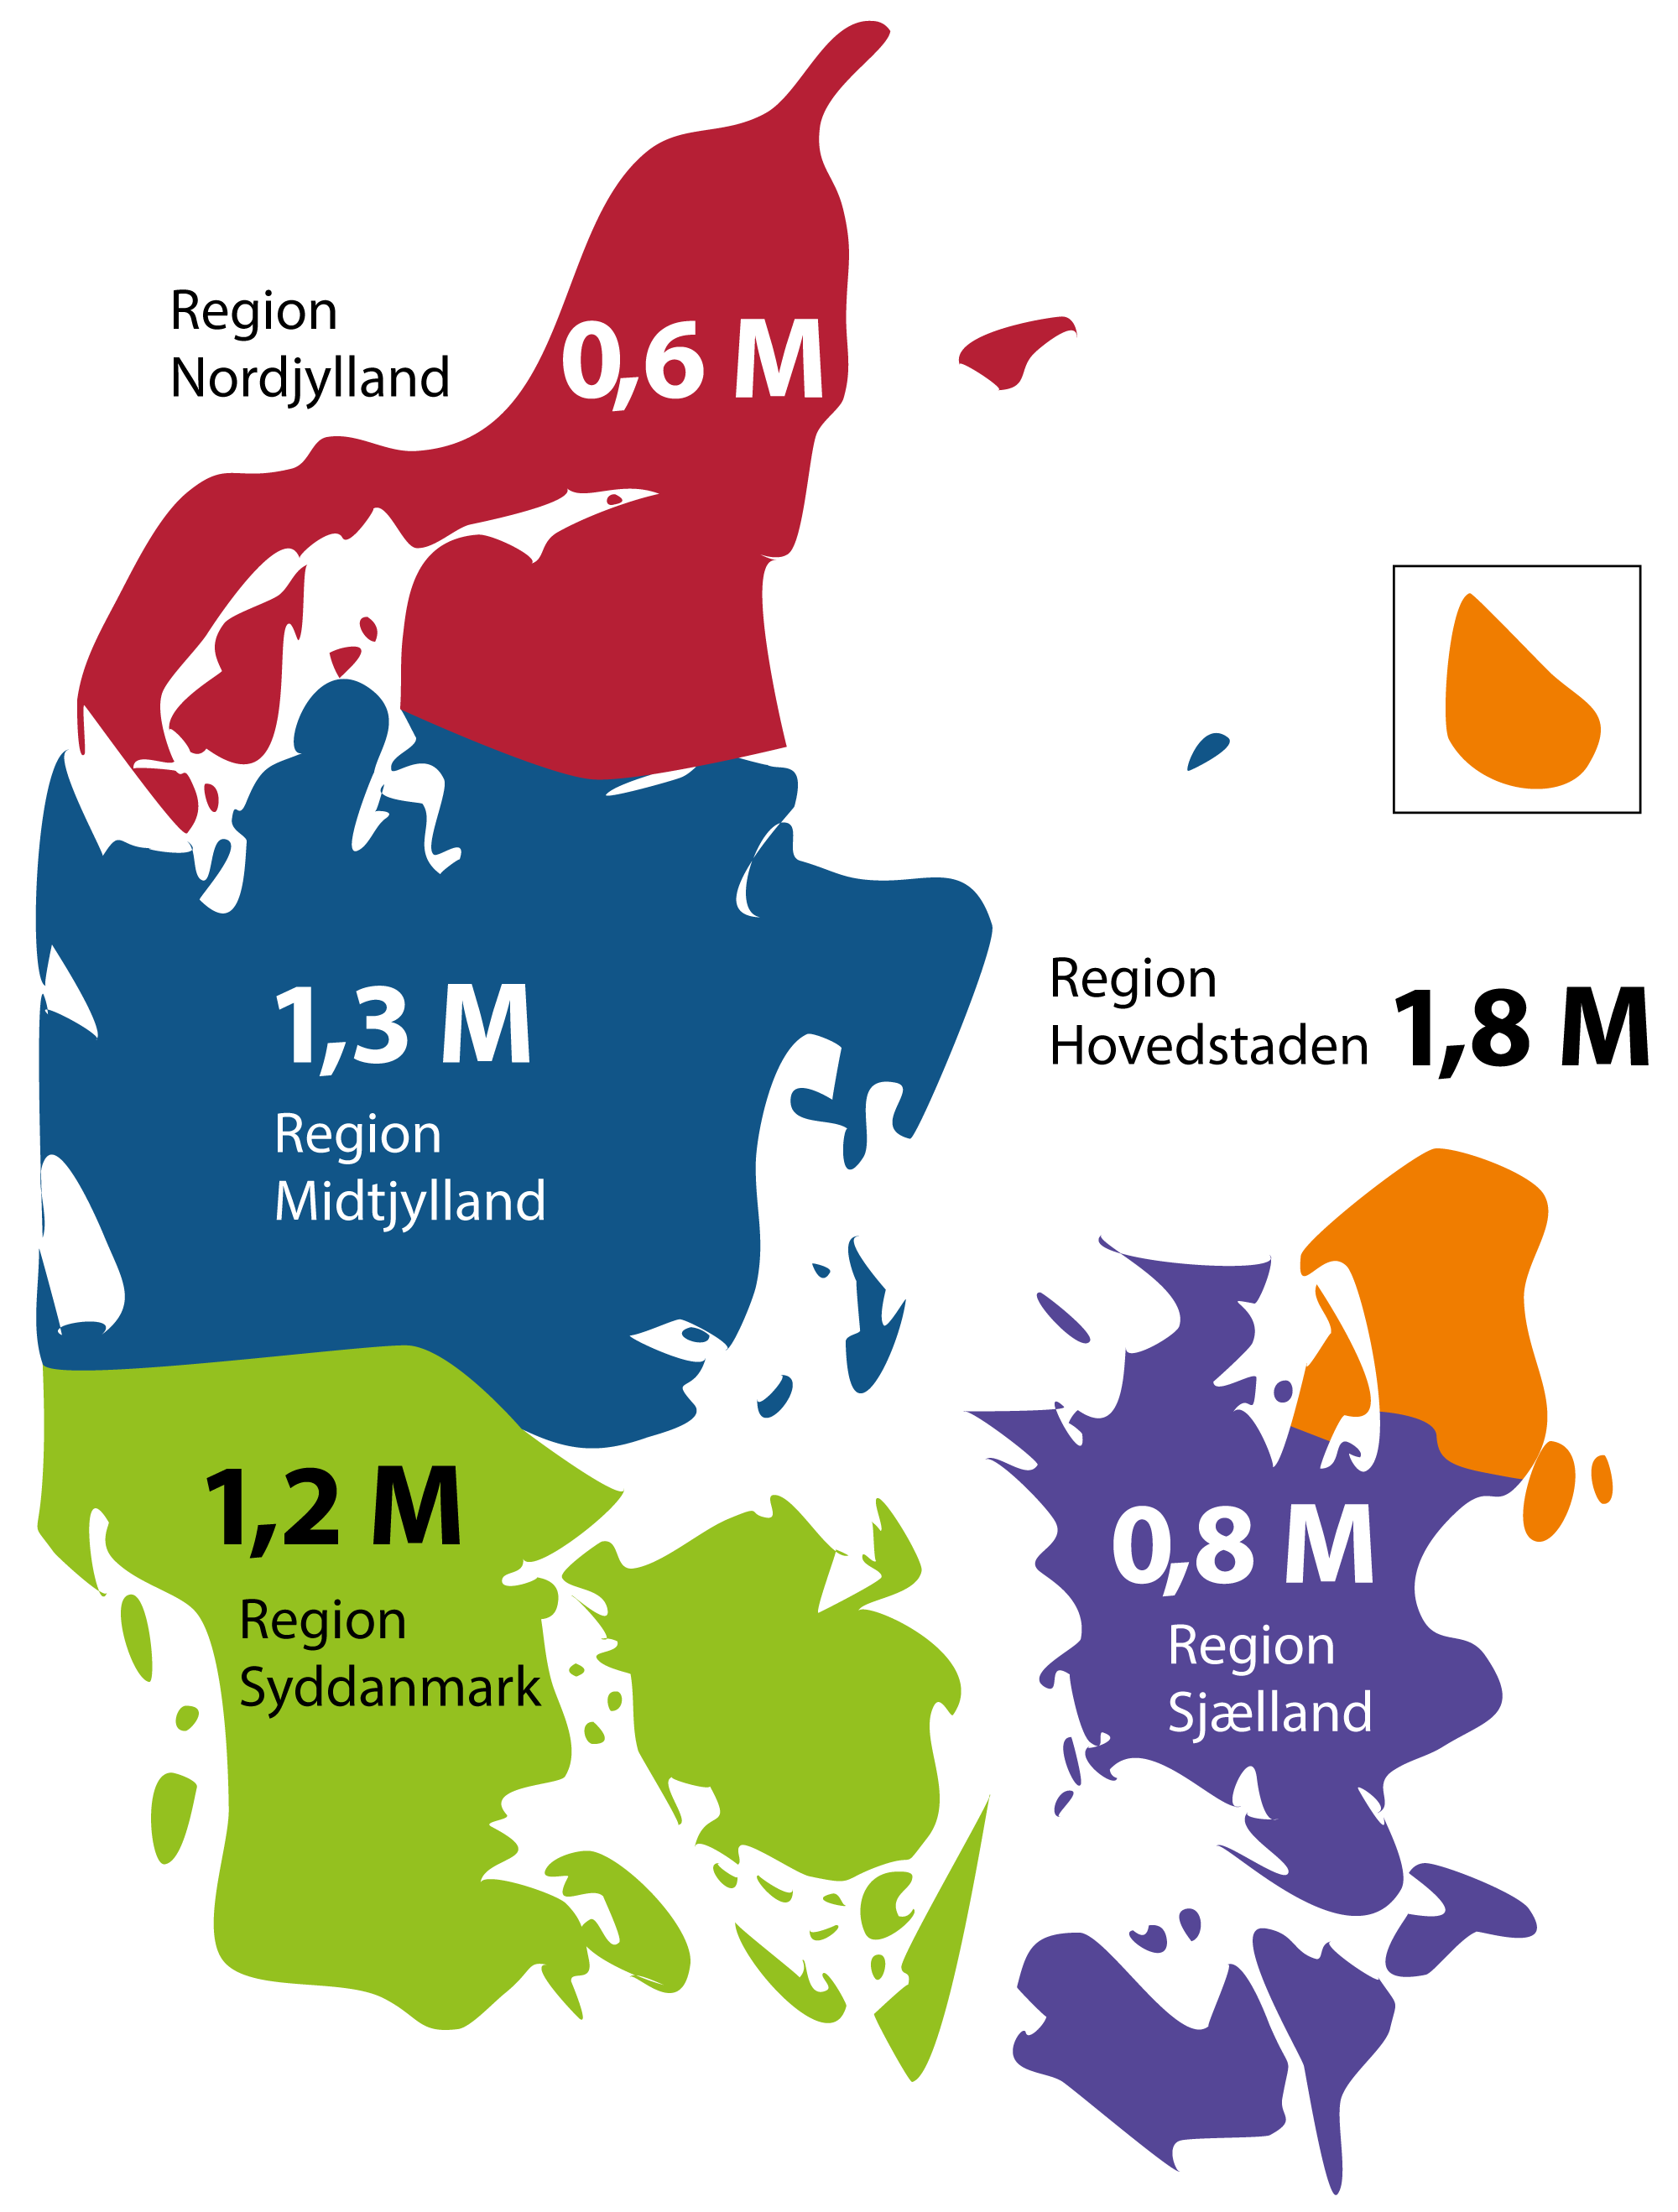 Region
Nordjylland
0,6 M
1,3 M
Region
Midtjylland
Region
Hovedstaden 1,8 M
1,2 M
Region
Syddanmark
0,8 M
Region
Sjælland